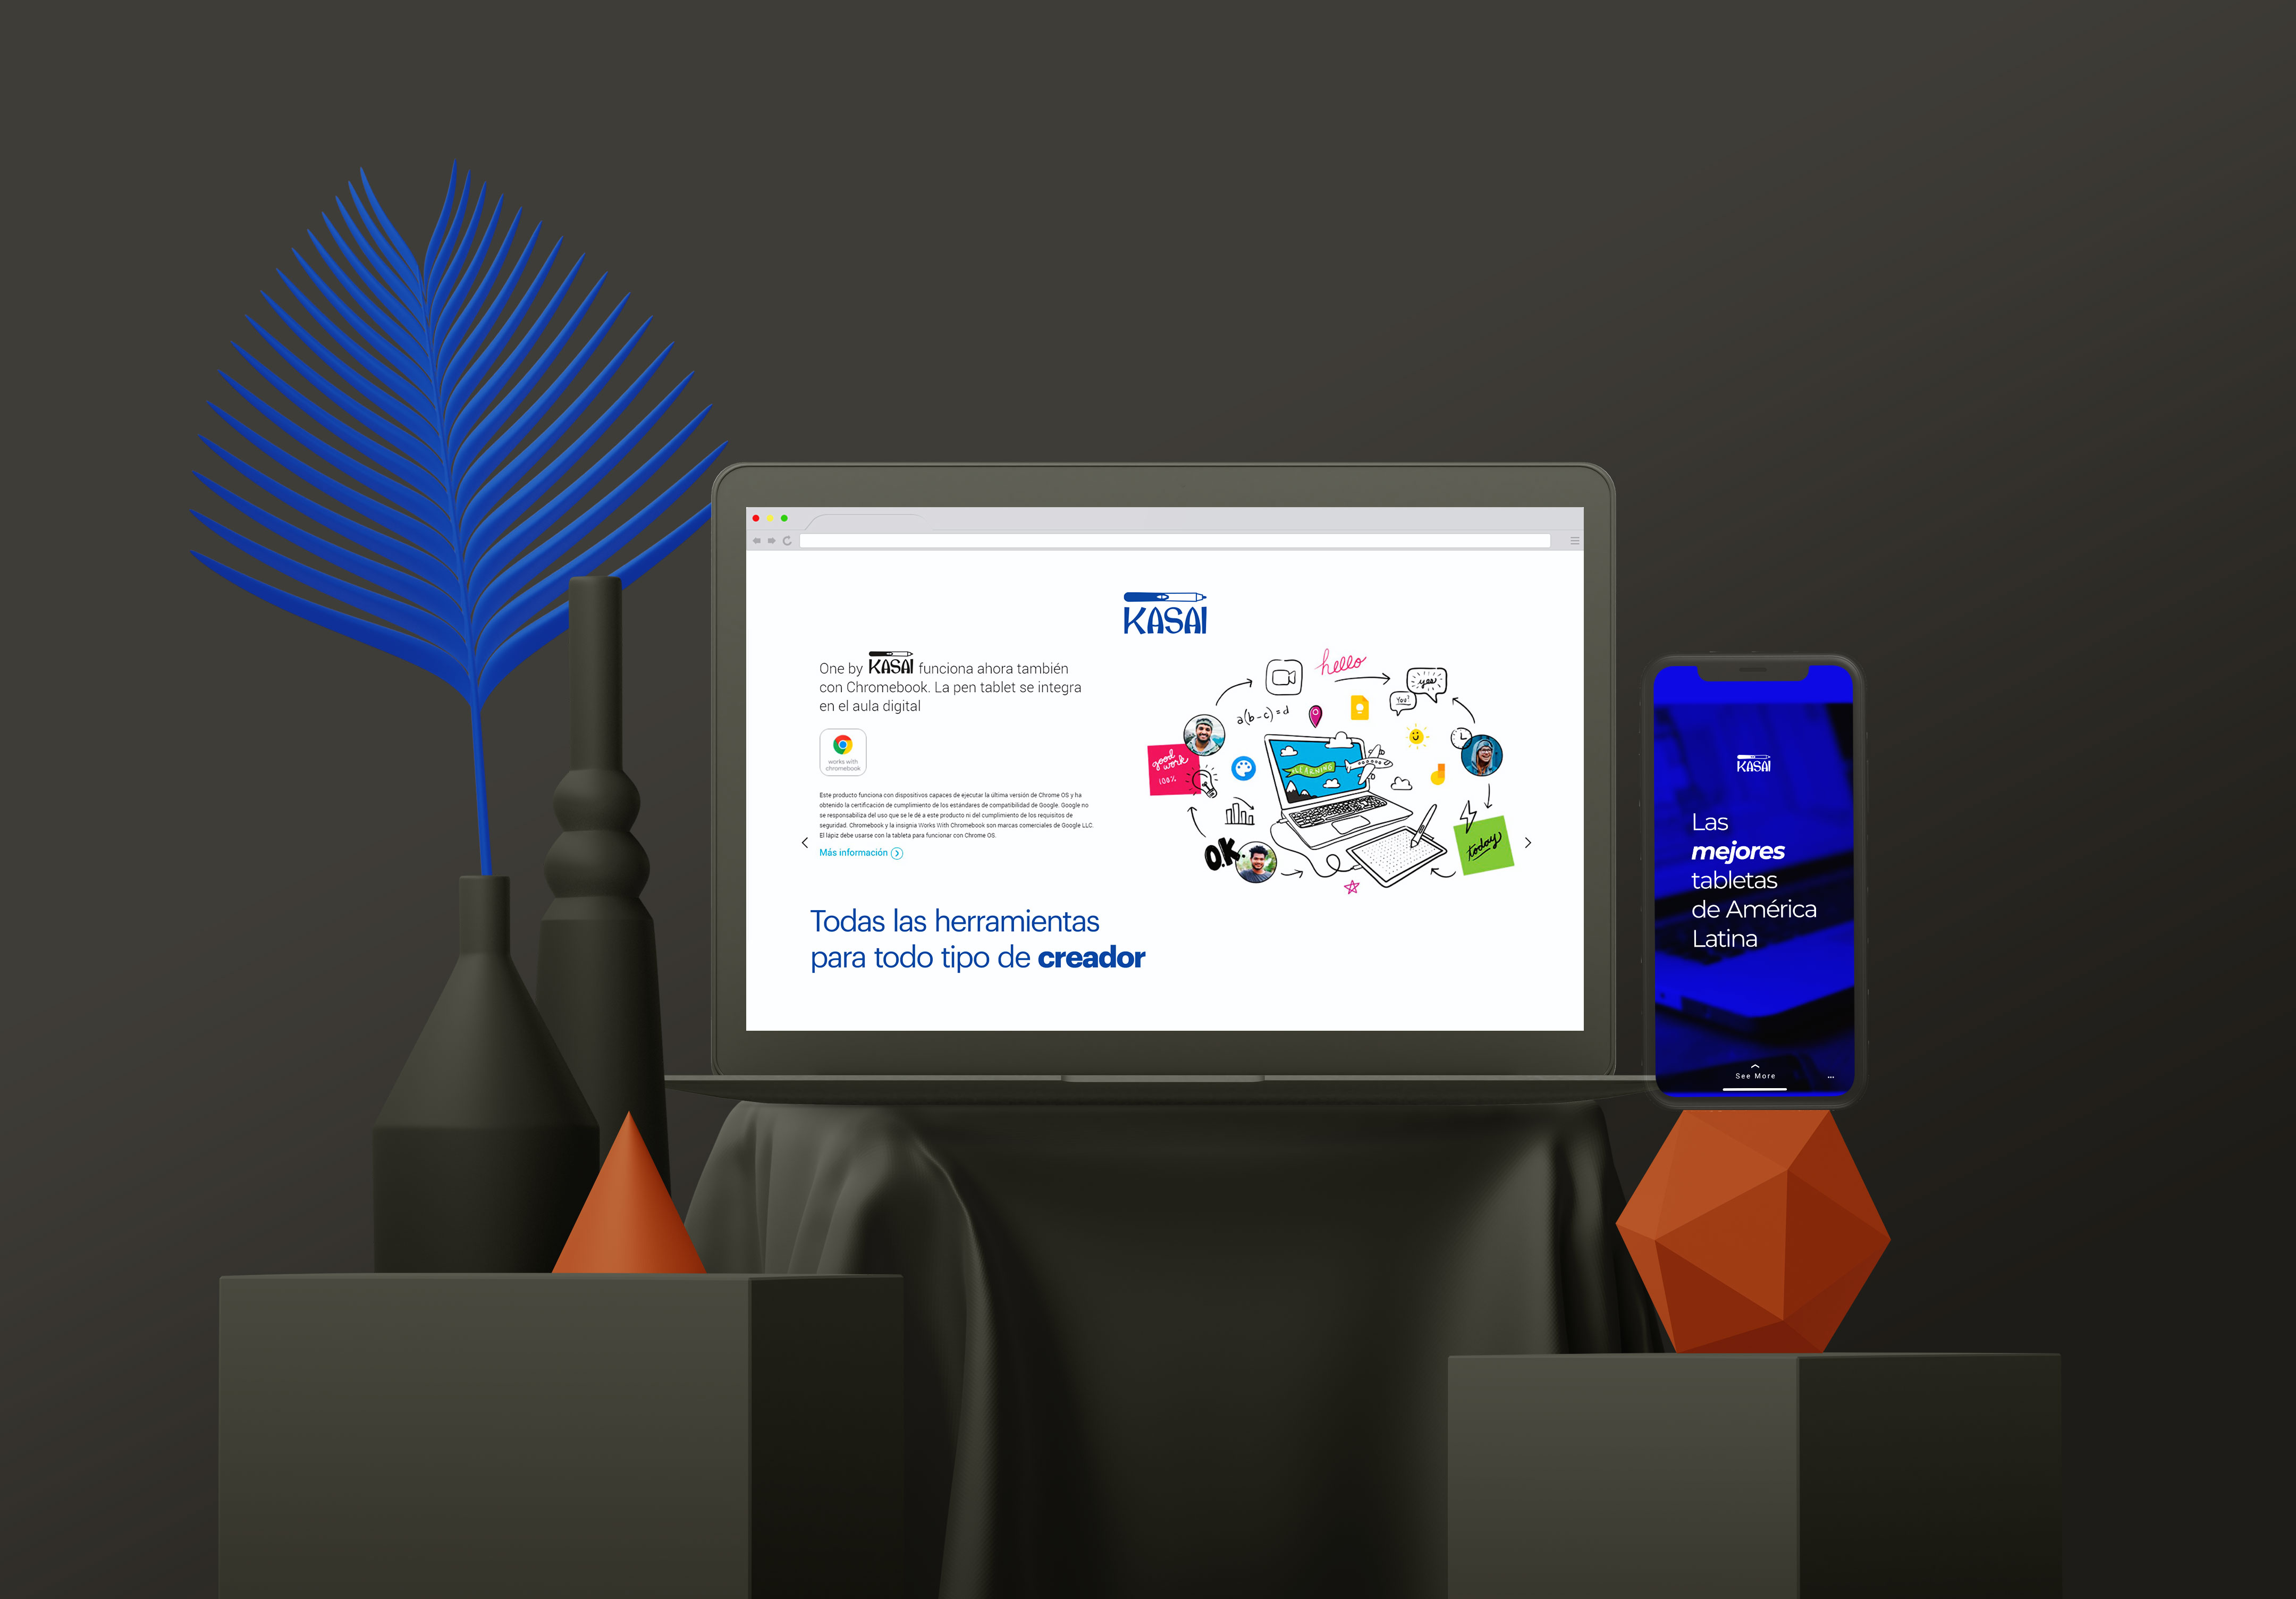 KASAI
One by KASAI funciona ahora también
con Chromebook. La pen tablet se integra
en el aula digital
works with
chromebook
Este producto funciona con dispositivos capaces de ejecutar la última versión de Chrome OS y ha
obtenido la certificación de cumplimiento de los estándares de compatibilidad de Google. Google no
se responsabiliza del uso que se le dé a este producto ni del cumplimiento de los requisitos de
seguridad. Chromebook y la insignia Works With Chromebook son marcas comerciales de Google LLC.
El lápiz debe usarse con la tableta para funcionar con Chrome OS.
Más información
hello
yes
You!
a(b-c)=d
good
work
100%
LEARNING
O.K.
today
Todas las herramientas
para todo tipo de creador
KASAI
Las
mejores
tabletas
de América
Latina
See More